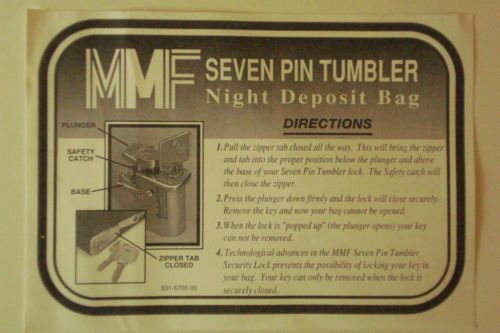 MMF
SEVEN PIN TUMBLER
Night Deposit Bag
DIRECTIONS
PLUNGER
SAFETY
CATCH
BASE
ZIPPER TAB
CLOSED
501-6700-00
1. Pull the zipper tab closed all the way. This will bring the zipper
and tab into the proper position below the plunger and above
the base of your Seven Pin Tumbler lock. The Safety catch will
then close the zipper.
2. Press the plunger down firmly and the lock will close securely.
Remove the key and now your bag cannot be opened.
3. When the lock is "popped up" (the plunger opens) your key
can not be removed.
4. Technological advances in the MMF Seven Pin Tumbler
Security Lock prevents the possibility of locking your key in
your bag. Your key can only be removed when the lock is
securely closed.